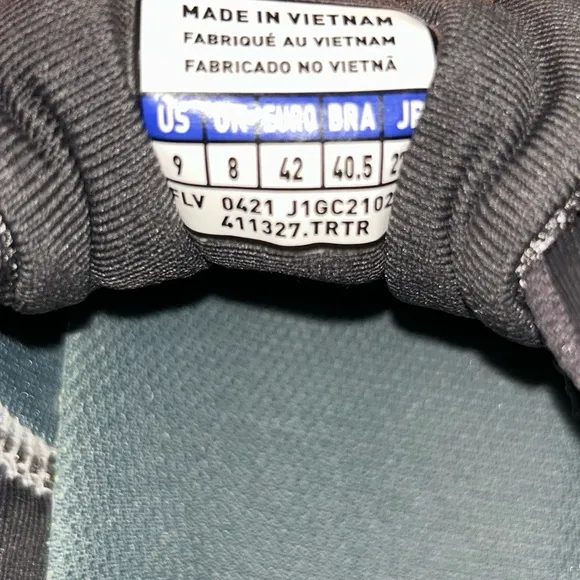 MADE IN VIETNAM
FABRIQUÉ AU VIETNAM
FABRICADO NO VIETNÃ
US UK EURO BRA
9 8 42 40.5
FLV 0421 J1GC2102
411327.TRTR